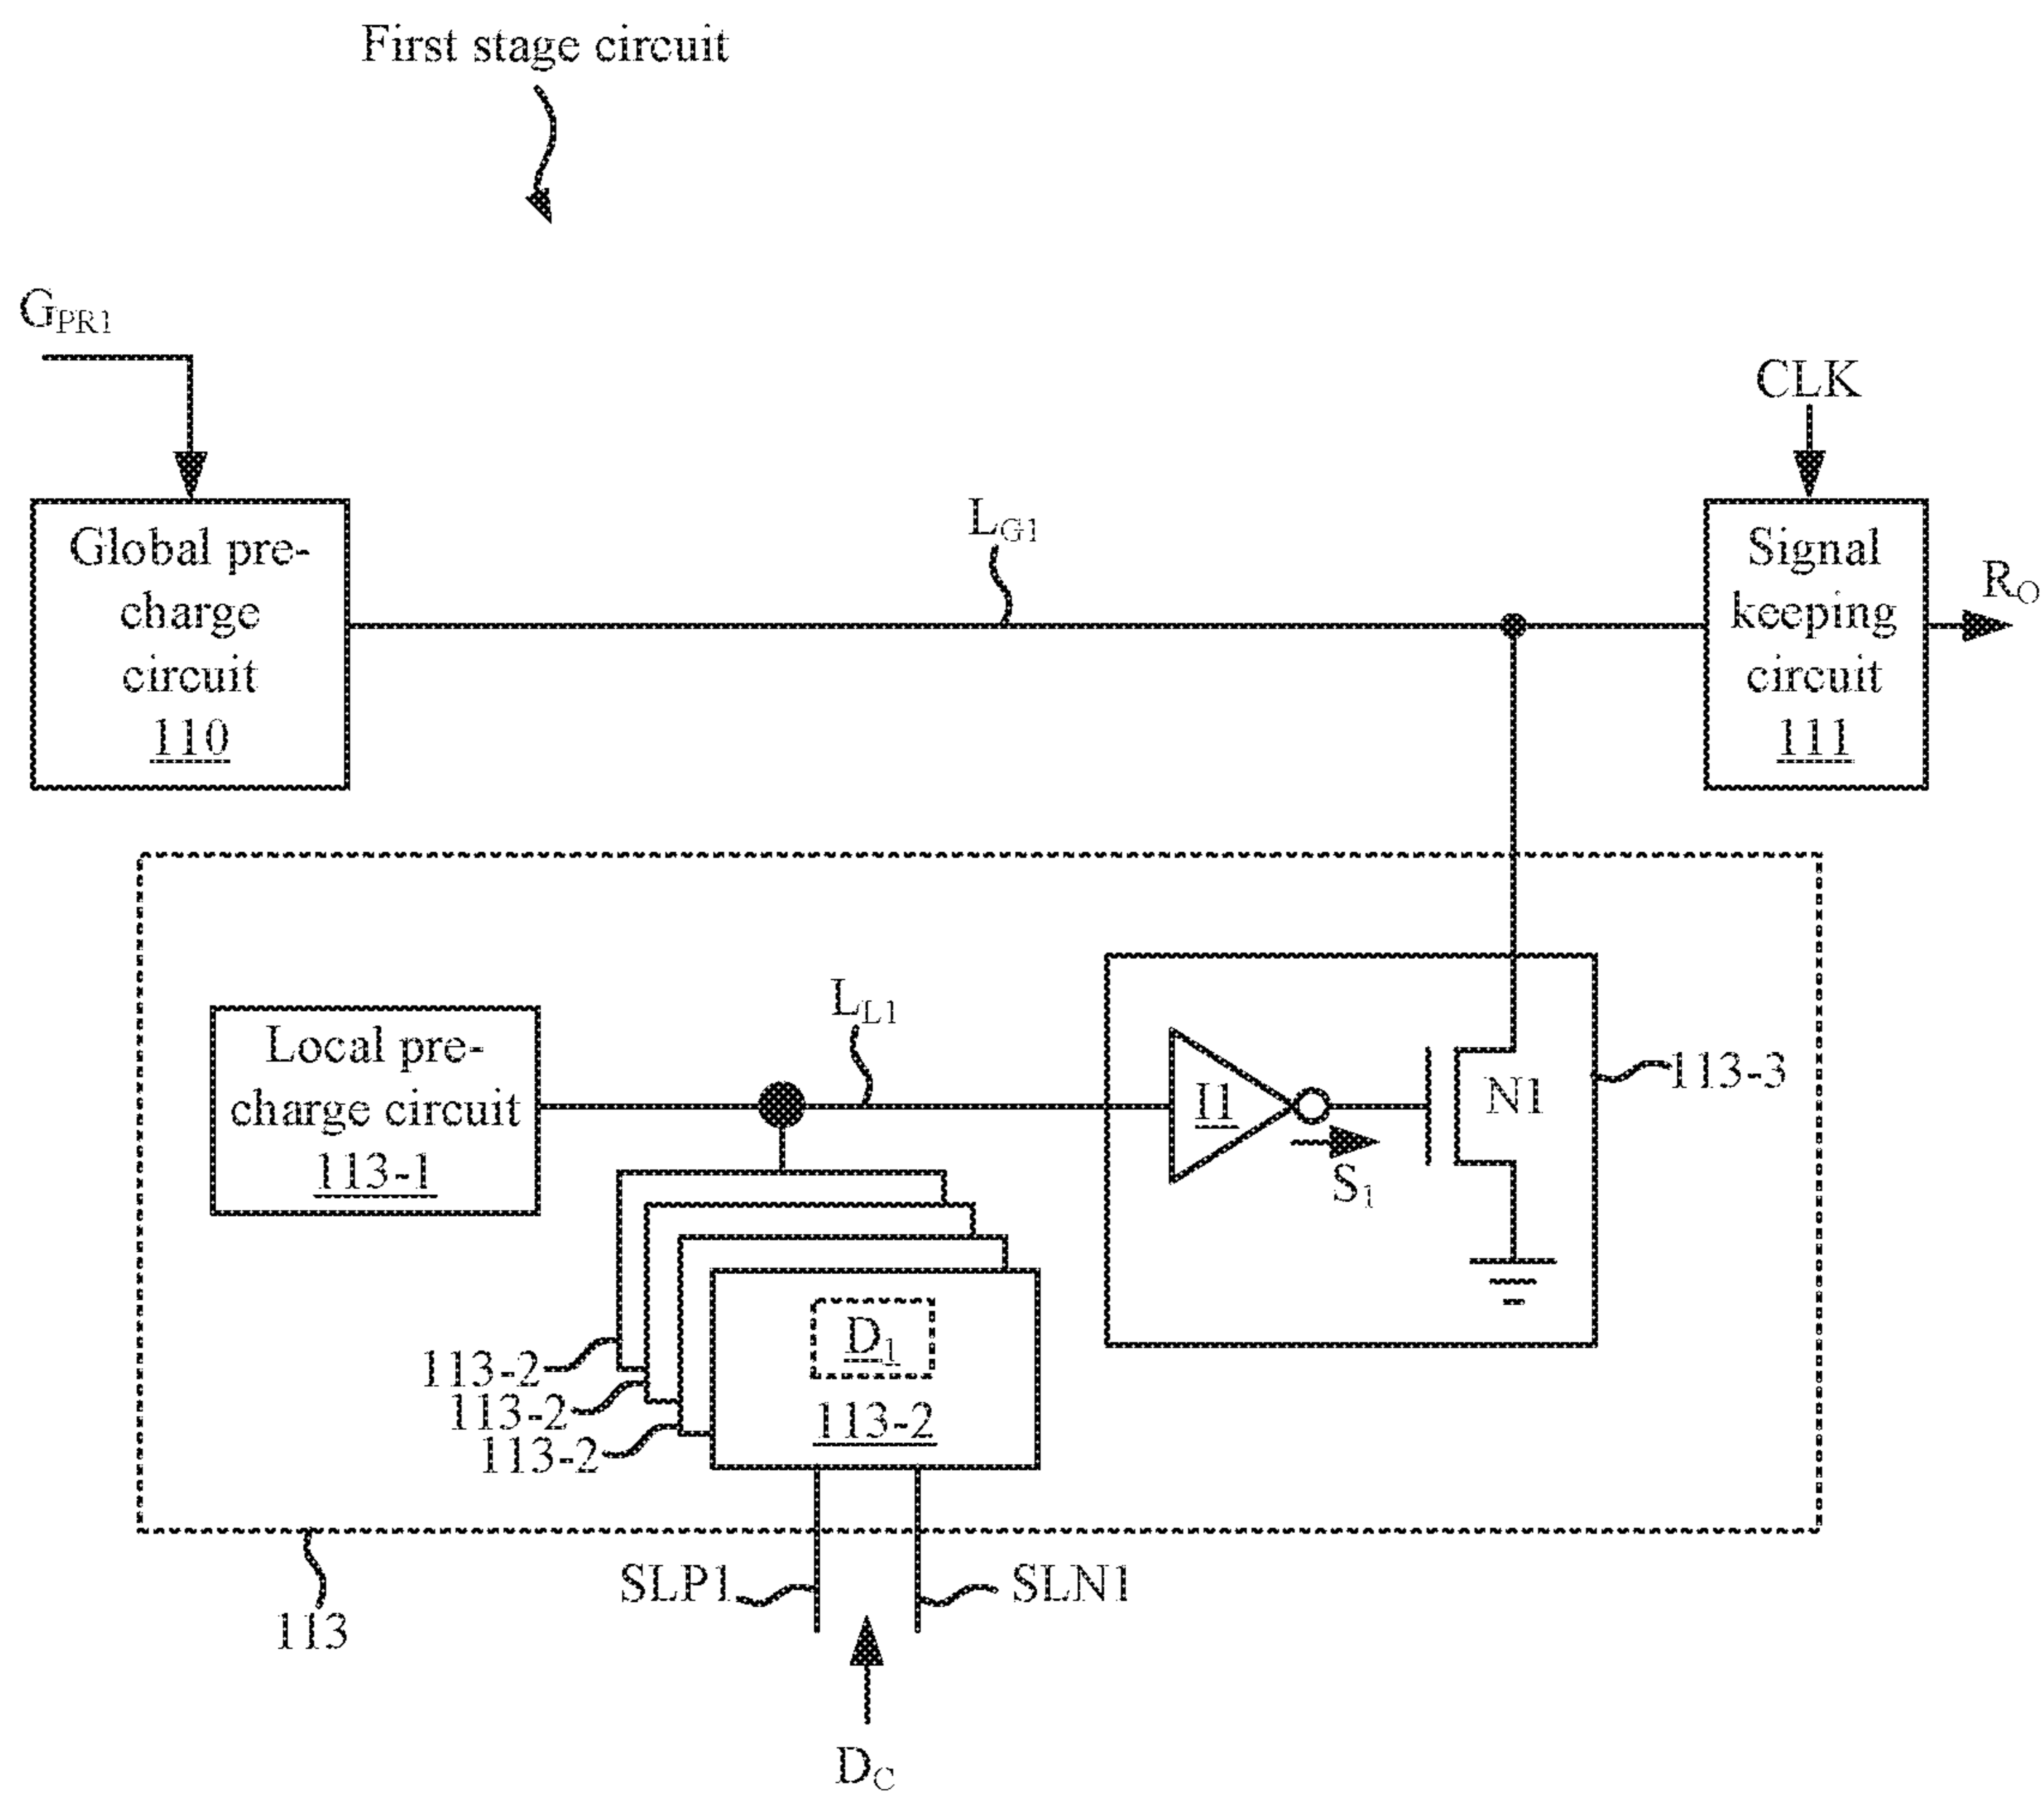 First stage circuit
GPR1
CLK
LG1
Global pre-
charge
circuit
110
Signal
keeping
circuit
111
RO
LL1
Local pre-
charge circuit
113-1
I1
S1
N1
113-3
D1
113-2
113-2
113-2
113-2
SLP1
SLN1
113
DC